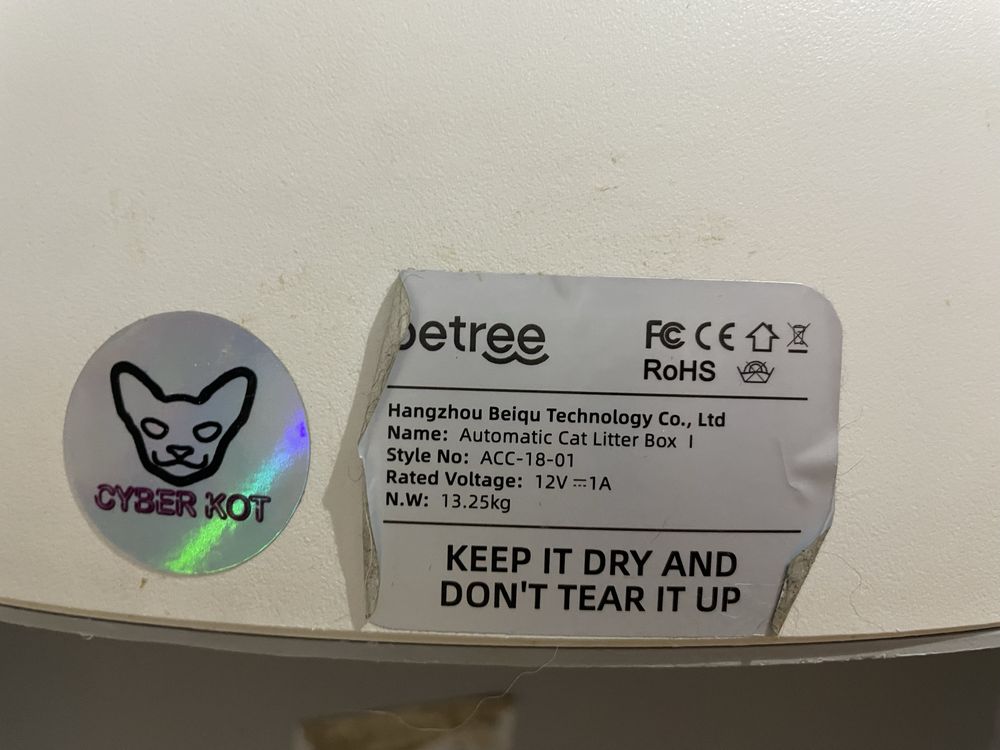 CYBER KOT
petree
FC CE
RoHS
Hangzhou Beiqu Technology Co., Ltd
Name: Automatic Cat Litter Box I
Style No: ACC-18-01
Rated Voltage: 12V ⎓1A
N.W: 13.25kg
KEEP IT DRY AND
DON'T TEAR IT UP